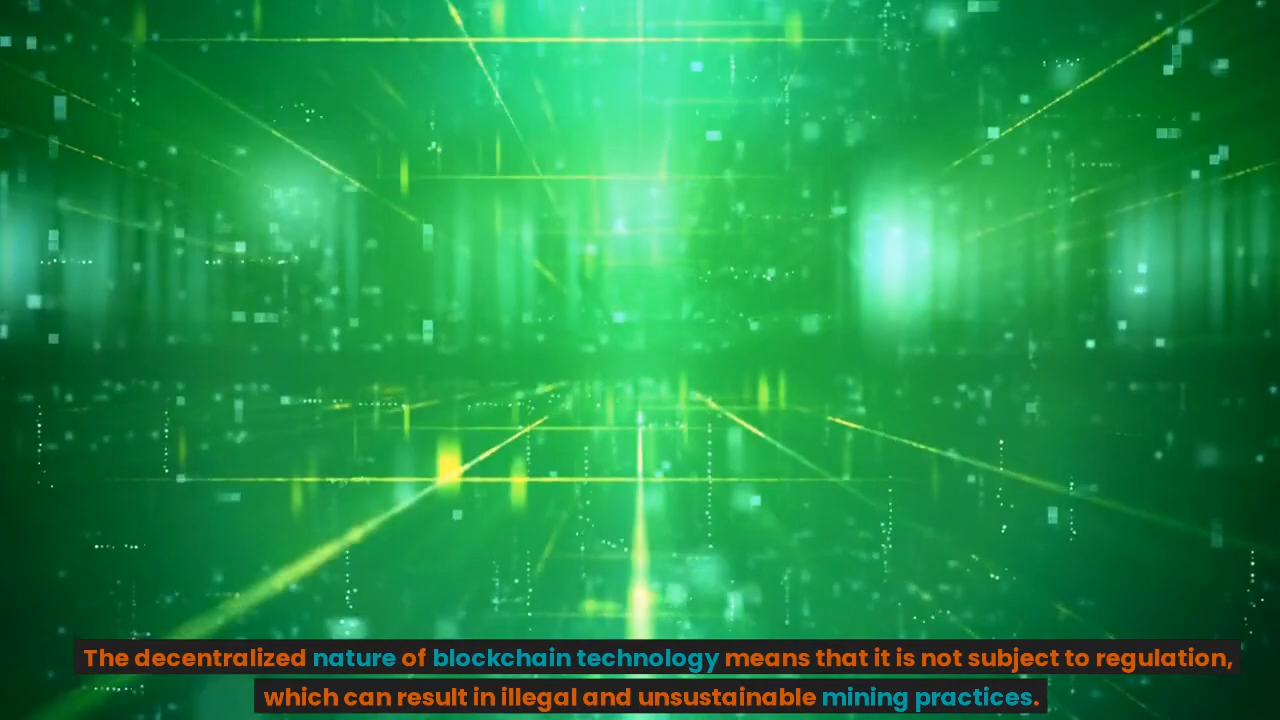 The decentralized nature of blockchain technology means that it is not subject to regulation,
which can result in illegal and unsustainable mining practices.